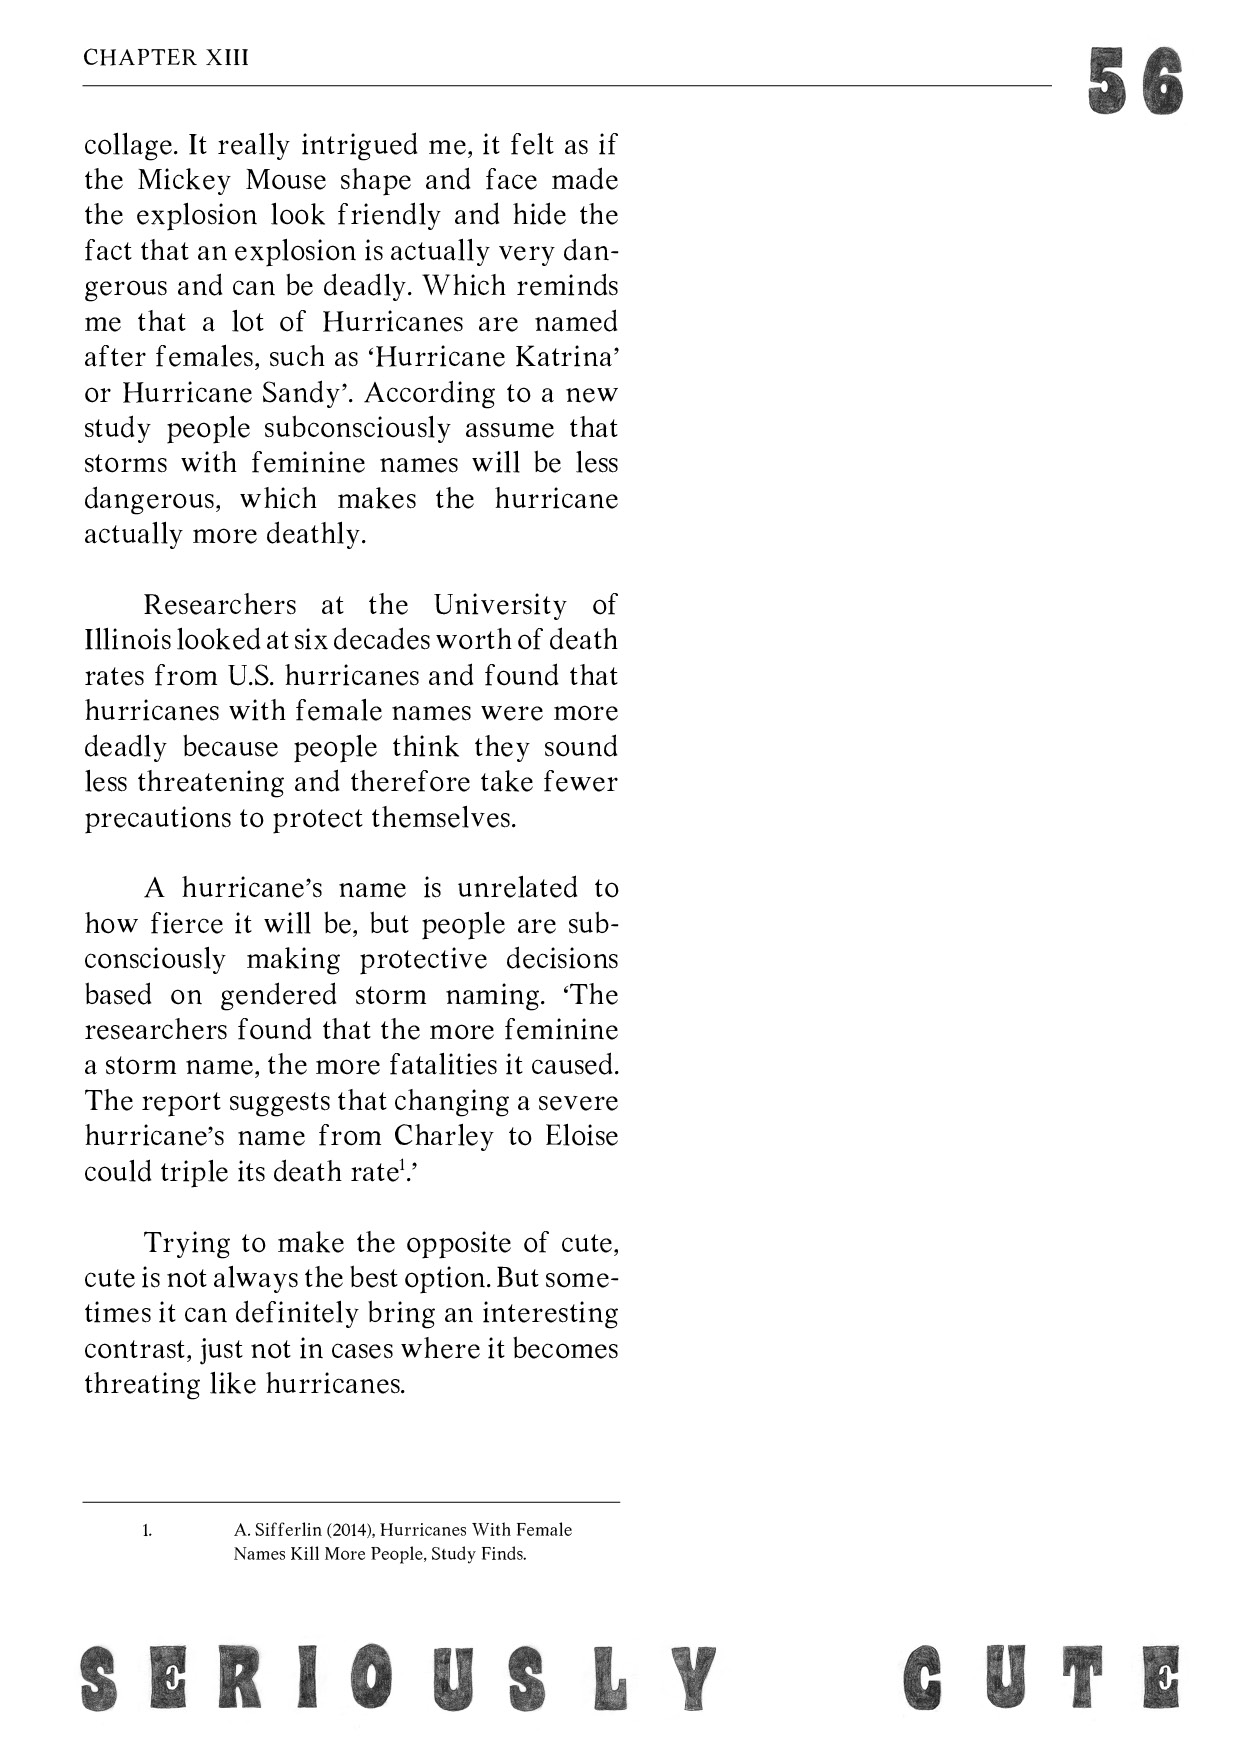 CHAPTER XIII
56
collage. It really intrigued me, it felt as if
the Mickey Mouse shape and face made
the explosion look friendly and hide the
fact that an explosion is actually very dan-
gerous and can be deadly. Which reminds
me that a lot of Hurricanes are named
after females, such as ‘Hurricane Katrina’
or Hurricane Sandy’. According to a new
study people subconsciously assume that
storms with feminine names will be less
dangerous, which makes the hurricane
actually more deathly.
Researchers at the University of
Illinois looked at six decades worth of death
rates from U.S. hurricanes and found that
hurricanes with female names were more
deadly because people think they sound
less threatening and therefore take fewer
precautions to protect themselves.
A hurricane’s name is unrelated to
how fierce it will be, but people are sub-
consciously making protective decisions
based on gendered storm naming. ‘The
researchers found that the more feminine
a storm name, the more fatalities it caused.
The report suggests that changing a severe
hurricane’s name from Charley to Eloise
could triple its death rate¹.’
Trying to make the opposite of cute,
cute is not always the best option. But some-
times it can definitely bring an interesting
contrast, just not in cases where it becomes
threating like hurricanes.
1. A. Sifferlin (2014), Hurricanes With Female
Names Kill More People, Study Finds.
SERIOUSLY CUTE